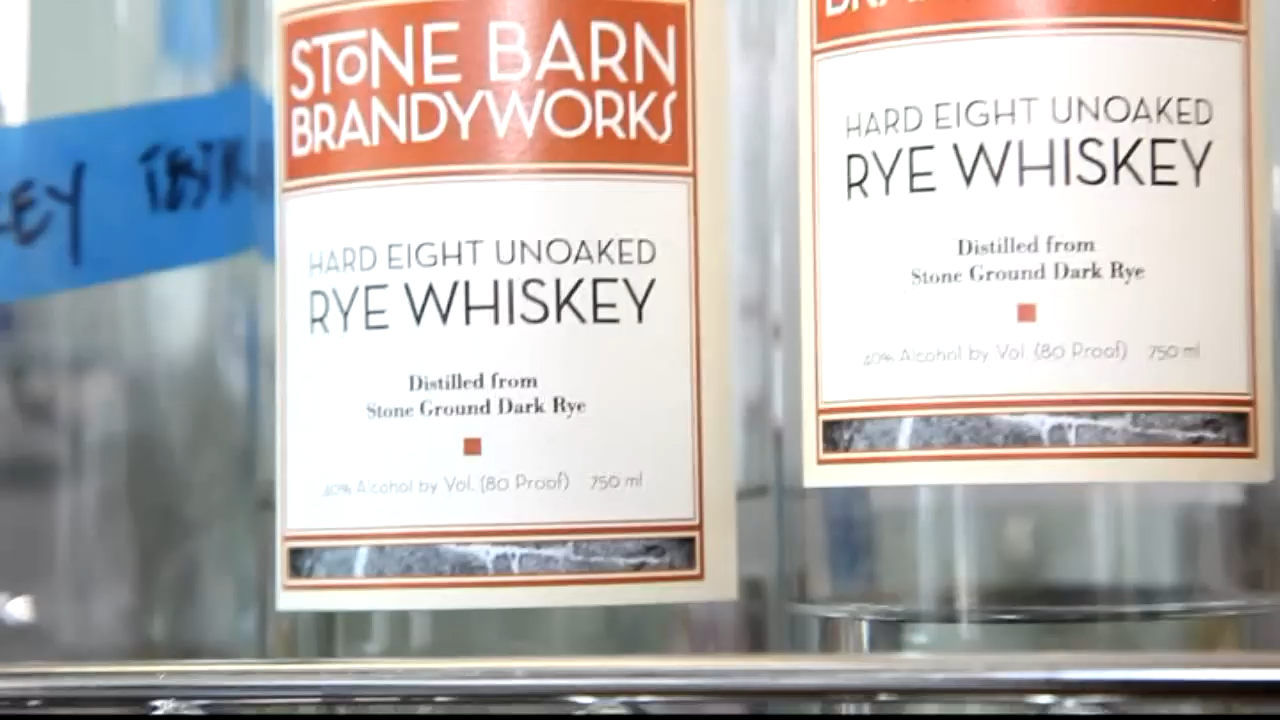 STONE BARN
BRANDYWORKS
HARD EIGHT UNOAKED
RYE WHISKEY
Distilled from
Stone Ground Dark Rye
40% Alcohol by Vol. (80 Proof) 750 ml
HARD EIGHT UNOAKED
RYE WHISKEY
Distilled from
Stone Ground Dark Rye
40% Alcohol by Vol. (80 Proof) 750 ml